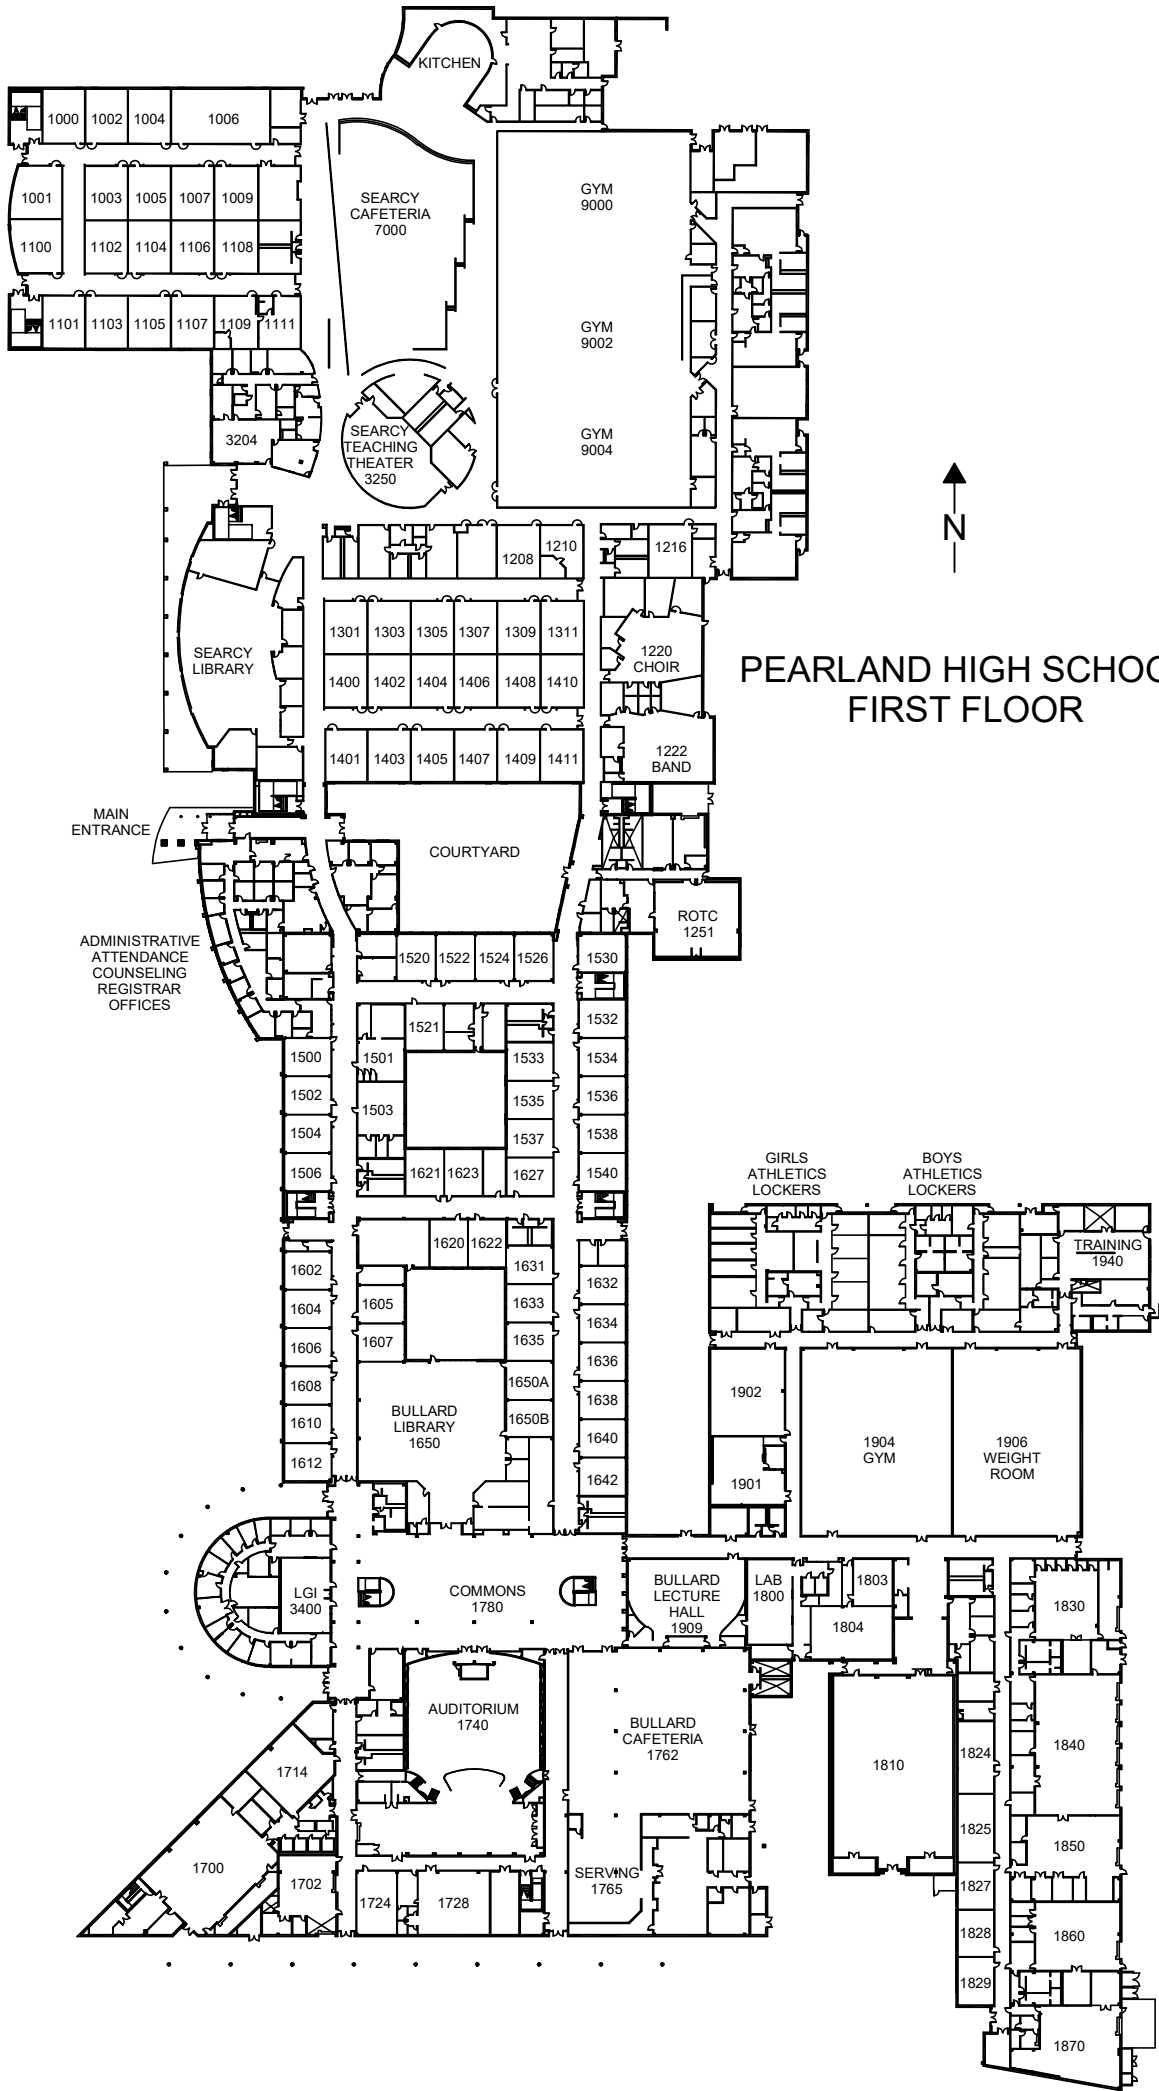 KITCHEN
1000 1002 1004 1006
1001 1003 1005 1007 1009
1100 1102 1104 1106 1108
1101 1103 1105 1107 1109 1111
SEARCY
CAFETERIA
7000
GYM
9000
GYM
9002
GYM
9004
3204
SEARCY
TEACHING
THEATER
3250
N
1208 1210 1216
1301 1303 1305 1307 1309 1311
1400 1402 1404 1406 1408 1410
1401 1403 1405 1407 1409 1411
SEARCY
LIBRARY
1220
CHOIR
1222
BAND
PEARLAND HIGH SCHOO
FIRST FLOOR
MAIN
ENTRANCE
COURTYARD
ROTC
1251
ADMINISTRATIVE
ATTENDANCE
COUNSELING
REGISTRAR
OFFICES
1520 1522 1524 1526 1530
1521 1532
1500 1501 1533 1534
1502 1503 1535 1536
1504 1537 1538
1506 1621 1623 1627 1540
GIRLS
ATHLETICS
LOCKERS
BOYS
ATHLETICS
LOCKERS
TRAINING
1940
1620 1622
1602 1631 1632
1604 1605 1633 1634
1606 1607 1635 1636
1608 1650A 1638
1610 1650B 1640
1612 1642
BULLARD
LIBRARY
1650
1902
1901
1904
GYM
1906
WEIGHT
ROOM
LGI
3400
COMMONS
1780
BULLARD
LECTURE
HALL
1909
LAB
1800
1803
1804
1830
AUDITORIUM
1740
BULLARD
CAFETERIA
1762
1810
1824
1840
1714
1825
1850
1700
1702
1724
1728
SERVING
1765
1827
1828
1860
1829
1870